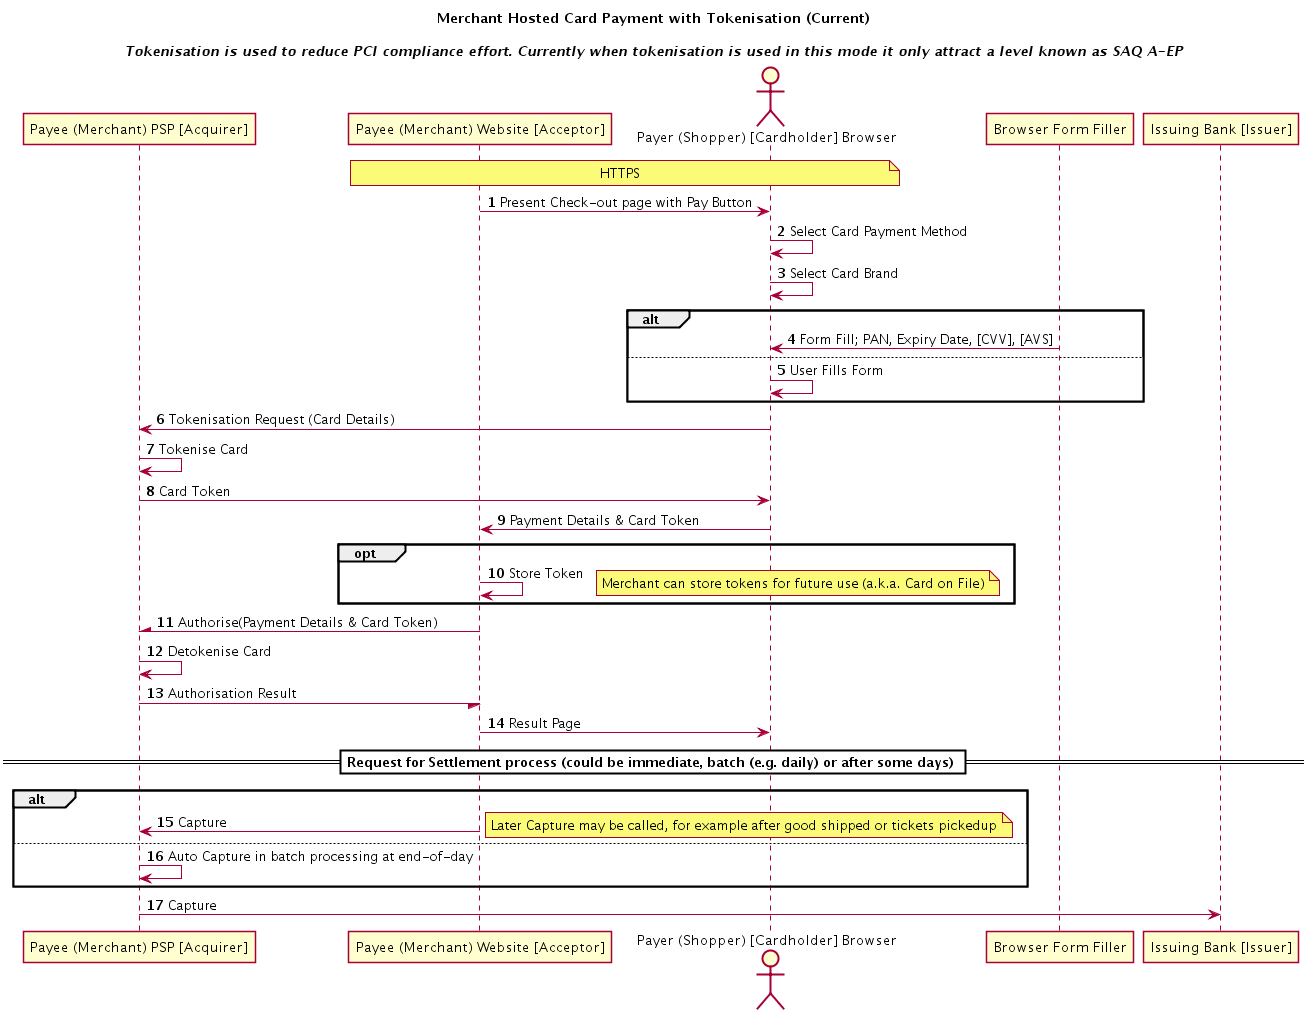 Merchant Hosted Card Payment with Tokenisation (Current)
Tokenisation is used to reduce PCI compliance effort. Currently when tokenisation is used in this mode it only attract a level known as SAQ A-EP
Payee (Merchant) PSP [Acquirer]
Payee (Merchant) Website [Acceptor]
Payer (Shopper) [Cardholder] Browser
Browser Form Filler
Issuing Bank [Issuer]
HTTPS
1 Present Check-out page with Pay Button
2 Select Card Payment Method
3 Select Card Brand
alt
4 Form Fill; PAN, Expiry Date, [CVV], [AVS]
5 User Fills Form
6 Tokenisation Request (Card Details)
7 Tokenise Card
8 Card Token
9 Payment Details & Card Token
opt
10 Store Token
Merchant can store tokens for future use (a.k.a. Card on File)
11 Authorise(Payment Details & Card Token)
12 Detokenise Card
13 Authorisation Result
14 Result Page
Request for Settlement process (could be immediate, batch (e.g. daily) or after some days)
alt
15 Capture
Later Capture may be called, for example after good shipped or tickets pickedup
16 Auto Capture in batch processing at end-of-day
17 Capture
Payee (Merchant) PSP [Acquirer]
Payee (Merchant) Website [Acceptor]
Payer (Shopper) [Cardholder] Browser
Browser Form Filler
Issuing Bank [Issuer]